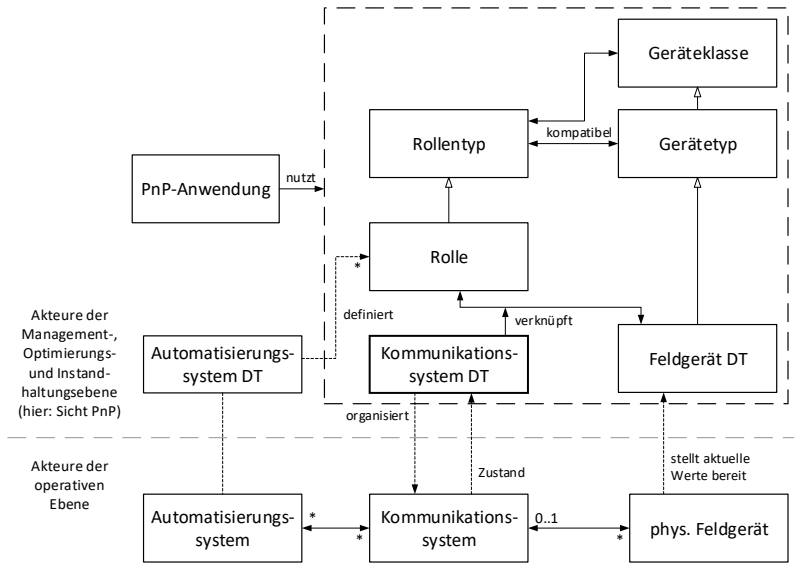 Geräteklasse
Rollentyp
kompatibel
Gerätetyp
PnP-Anwendung
nutzt
Rolle
*
definiert
verknüpft
Akteure der
Management-,
Optimierungs-
und Instand-
haltungsebene
(hier: Sicht PnP)
Automatisierungs-
system DT
Kommunikations-
system DT
Feldgerät DT
organisiert
Zustand
stellt aktuelle
Werte bereit
Akteure der
operativen
Ebene
Automatisierungs-
system
*
*
Kommunikations-
system
0..1
*
phys. Feldgerät